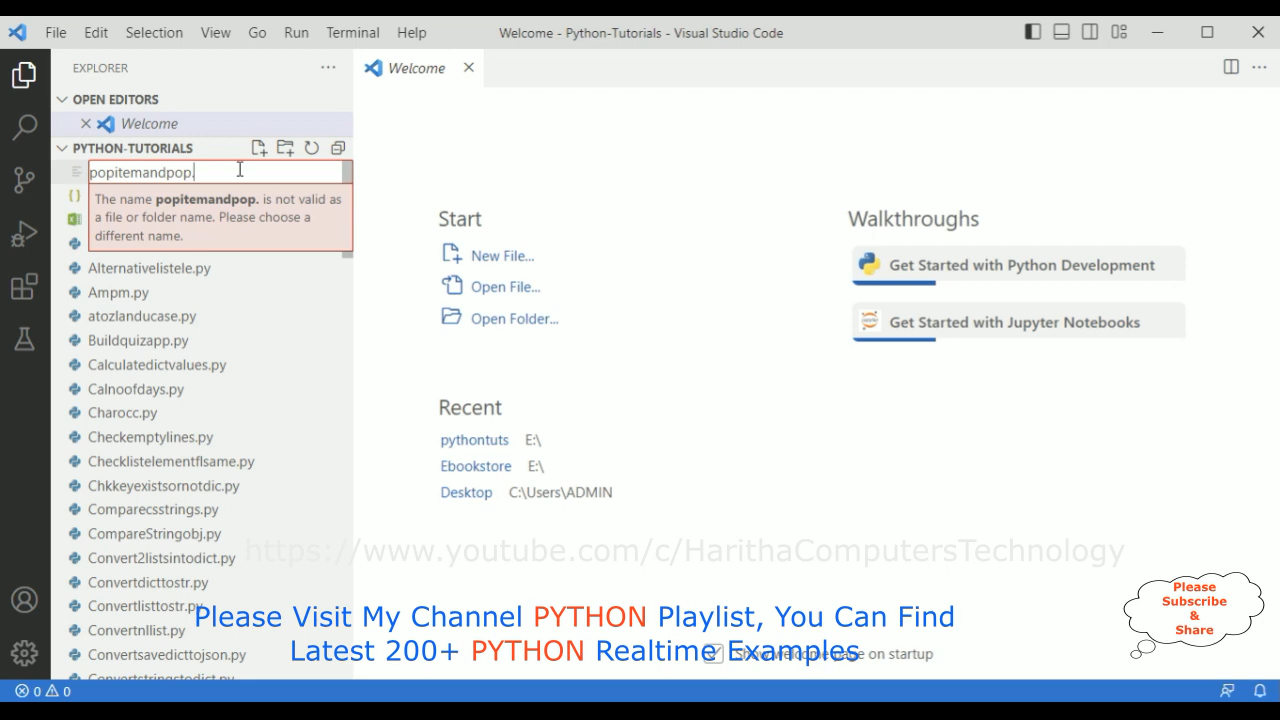 File Edit Selection View Go Run Terminal Help
Welcome - Python-Tutorials - Visual Studio Code
EXPLORER
Welcome
OPEN EDITORS
Welcome
PYTHON-TUTORIALS
popitemandpop.
The name popitemandpop. is not valid as
a file or folder name. Please choose a
different name.
Alternativelistele.py
Ampm.py
atozlanducase.py
Buildquizapp.py
Calculatedictvalues.py
Calnoofdays.py
Charocc.py
Checkemptylines.py
Checklistelementflsame.py
Chkkeyexistsornotdic.py
Comparecsstrings.py
CompareStringobj.py
Convert2listsintodict.py
Convertdicttostr.py
Convertlisttostr.py
Convertnllist.py
Convertsavedicttojson.py
Convertstringstodict.py
Start
New File...
Open File...
Open Folder...
Recent
pythontuts E:\
Ebookstore E:\
Desktop C:\Users\ADMIN
Walkthroughs
Get Started with Python Development
Get Started with Jupyter Notebooks
https://www.youtube.com/c/HarithaComputersTechnology
Please Visit My Channel PYTHON Playlist, You Can Find
Latest 200+ PYTHON Realtime Examples
Show welcome page on startup
Please
Subscribe
&
Share
0 0